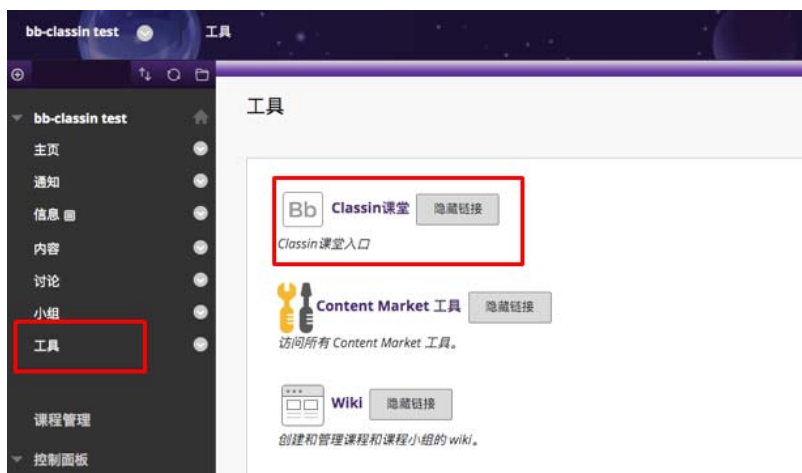 bb-classin test 工具
bb-classin test
主页
通知
信息
内容
讨论
小组
工具
课程管理
控制面板
工具
Bb Classin课堂 隐藏链接
Classin课堂入口
Content Market 工具 隐藏链接
访问所有 Content Market 工具。
Wiki 隐藏链接
创建和管理课程和课程小组的 wiki。